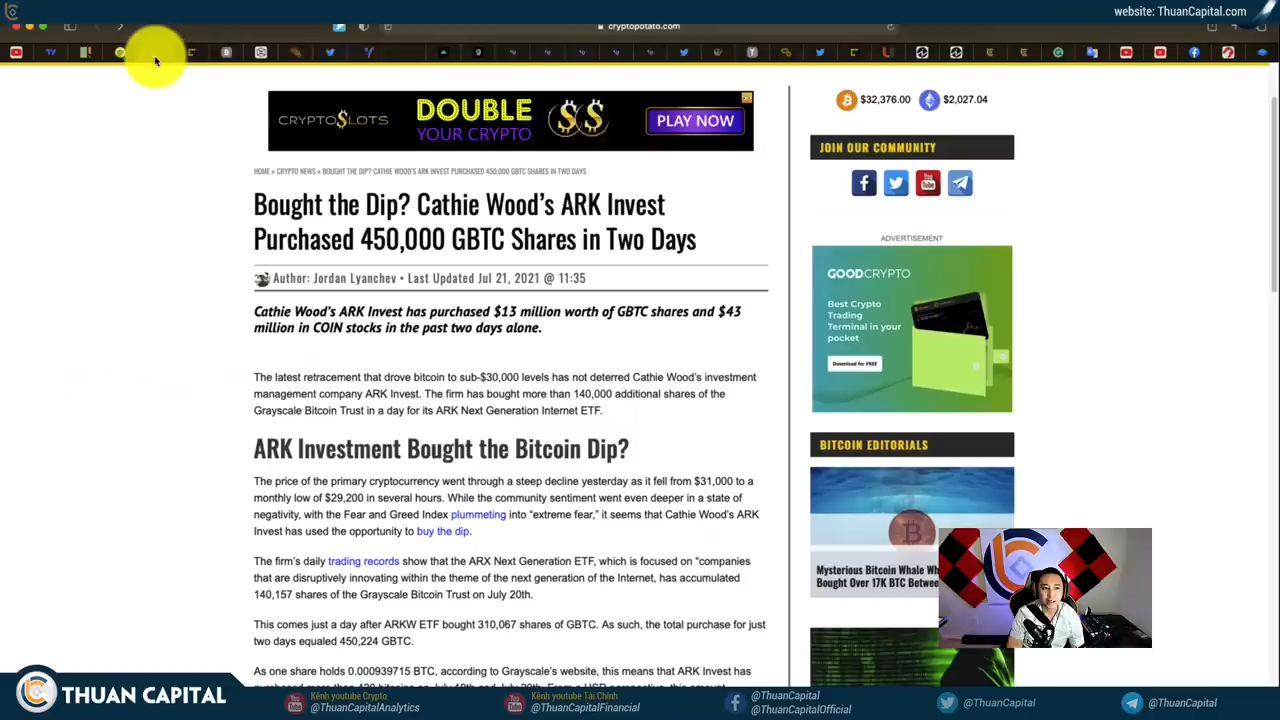 website: ThuanCapital.com
cryptopotato.com
CRYPTO$LOTS
DOUBLE
YOUR CRYPTO
PLAY NOW
$32,376.00
$2,027.04
JOIN OUR COMMUNITY
HOME » CRYPTO NEWS » BOUGHT THE DIP? CATHIE WOOD'S ARK INVEST PURCHASED 450,000 GBTC SHARES IN TWO DAYS
Bought the Dip? Cathie Wood's ARK Invest
Purchased 450,000 GBTC Shares in Two Days
Author: Jordan Lyanchev • Last Updated Jul 21, 2021 @ 11:35
Cathie Wood's ARK Invest has purchased $13 million worth of GBTC shares and $43
million in COIN stocks in the past two days alone.
The latest retracement that drove bitcoin to sub-$30,000 levels has not deterred Cathie Wood's investment
management company ARK Invest. The firm has bought more than 140,000 additional shares of the
Grayscale Bitcoin Trust in a day for its ARK Next Generation Internet ETF.
ARK Investment Bought the Bitcoin Dip?
The price of the primary cryptocurrency went through a steep decline yesterday as it fell from $31,000 to a
monthly low of $29,200 in several hours. While the community sentiment went even deeper in a state of
negativity, with the Fear and Greed Index plummeting into "extreme fear," it seems that Cathie Wood's ARK
Invest has used the opportunity to buy the dip.
The firm's daily trading records show that the ARX Next Generation ETF, which is focused on "companies
that are disruptively innovating within the theme of the next generation of the Internet, has accumulated
140,157 shares of the Grayscale Bitcoin Trust on July 20th.
This comes just a day after ARKW ETF bought 310,067 shares of GBTC. As such, the total purchase for just
two days equaled 450,224 GBTC.
As one share holds 0.000939715 BTC, according to Grayscale's website, this means that ARK Invest has
ADVERTISEMENT
GOODCRYPTO
Best Crypto
Trading
Terminal in your
pocket
Download for FREE
BITCOIN EDITORIALS
Mysterious Bitcoin Whale Wh
Bought Over 17K BTC Betwee
THUAN CAPITAL
Kênh youtube Crypto
@ThuanCapitalAnalytics
Kênh youtube Tài Chính
@ThuanCapitalFinancial
@ThuanCapital
@ThuanCapitalOfficial
@ThuanCapital
@ThuanCapital